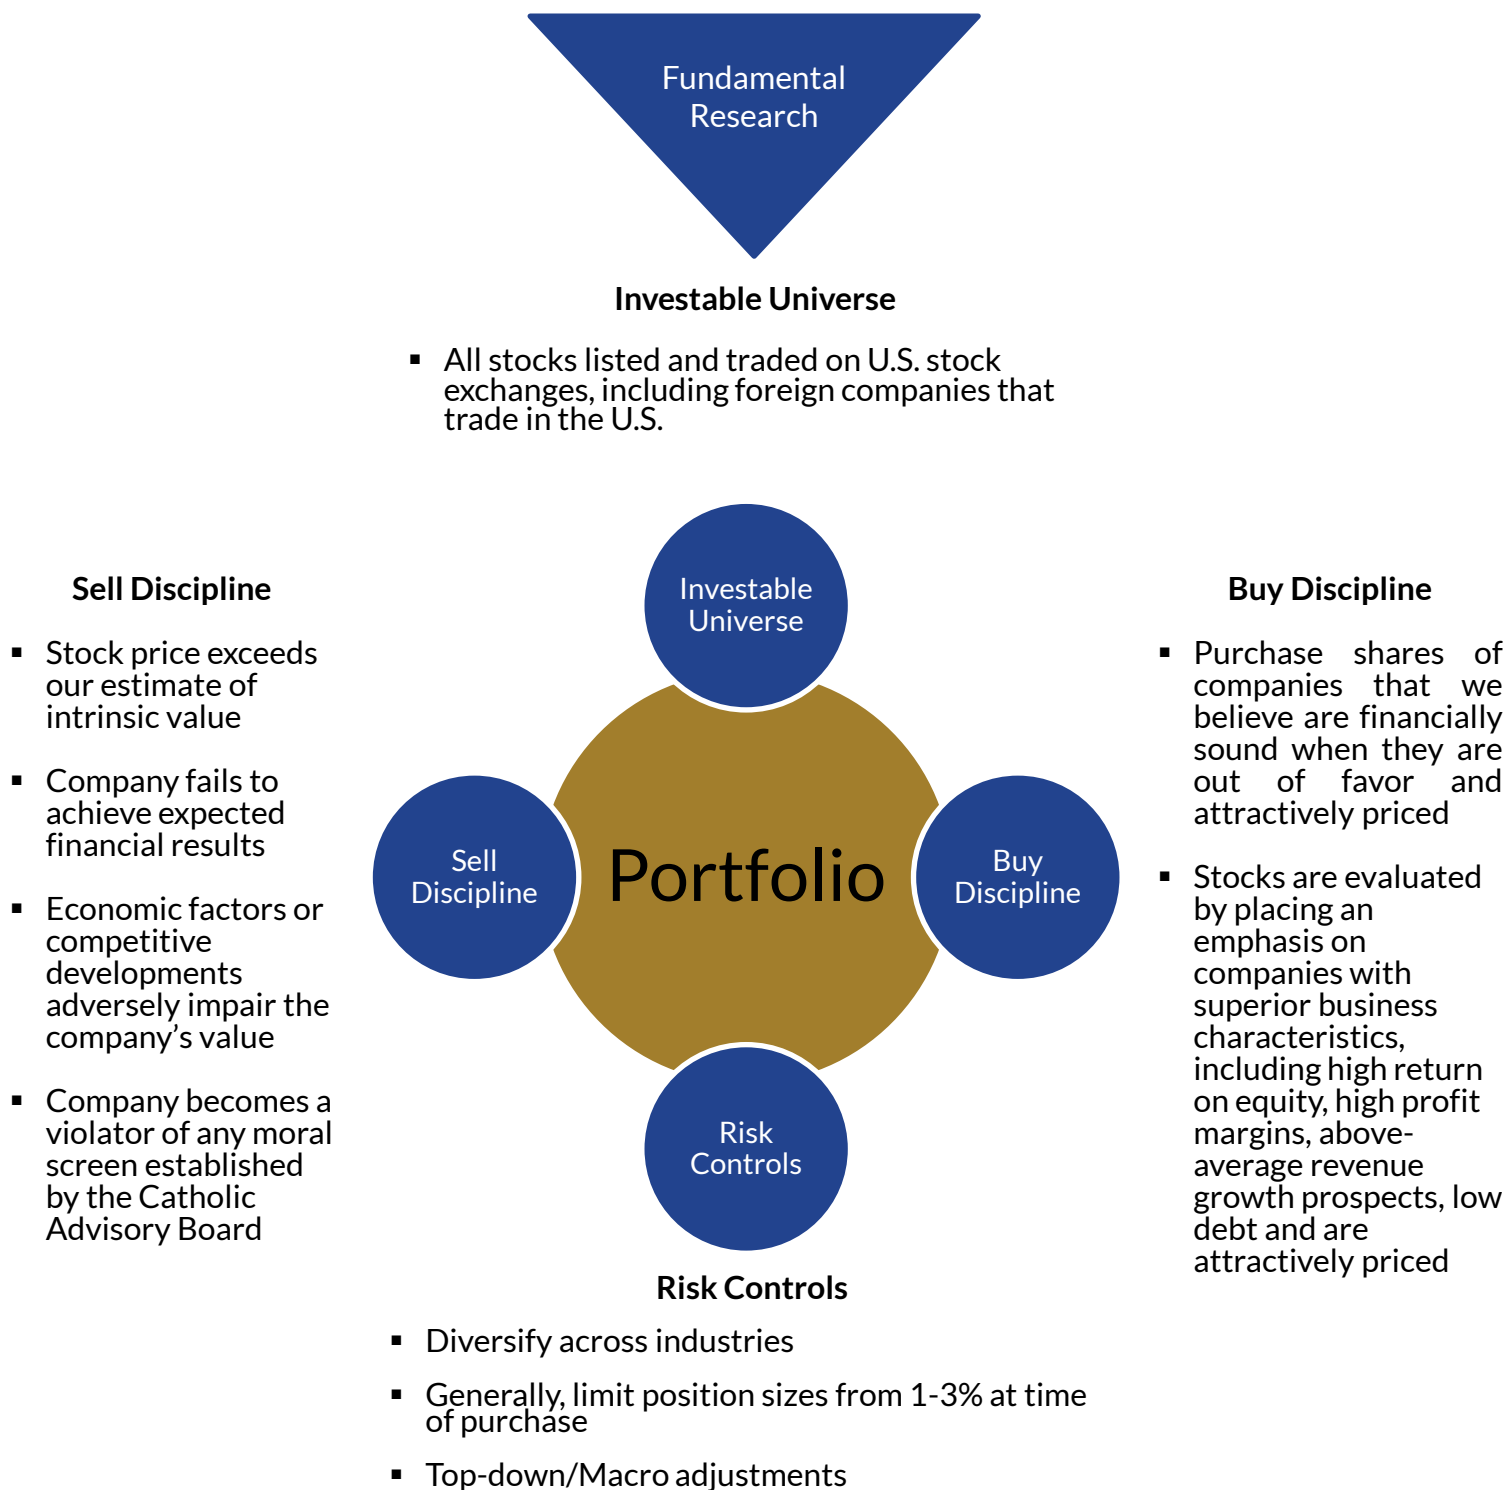 Fundamental
Research
Investable Universe
▪ All stocks listed and traded on U.S. stock
exchanges, including foreign companies that
trade in the U.S.
Investable
Universe
Sell Discipline
▪ Stock price exceeds
our estimate of
intrinsic value
▪ Company fails to
achieve expected
financial results
▪ Economic factors or
competitive
developments
adversely impair the
company’s value
▪ Company becomes a
violator of any moral
screen established
by the Catholic
Advisory Board
Sell
Discipline
Portfolio
Buy
Discipline
Buy Discipline
▪ Purchase shares of
companies that we
believe are financially
sound when they are
out of favor and
attractively priced
▪ Stocks are evaluated
by placing an
emphasis on
companies with
superior business
characteristics,
including high return
on equity, high profit
margins, above-
average revenue
growth prospects, low
debt and are
attractively priced
Risk
Controls
Risk Controls
▪ Diversify across industries
▪ Generally, limit position sizes from 1-3% at time
of purchase
▪ Top-down/Macro adjustments